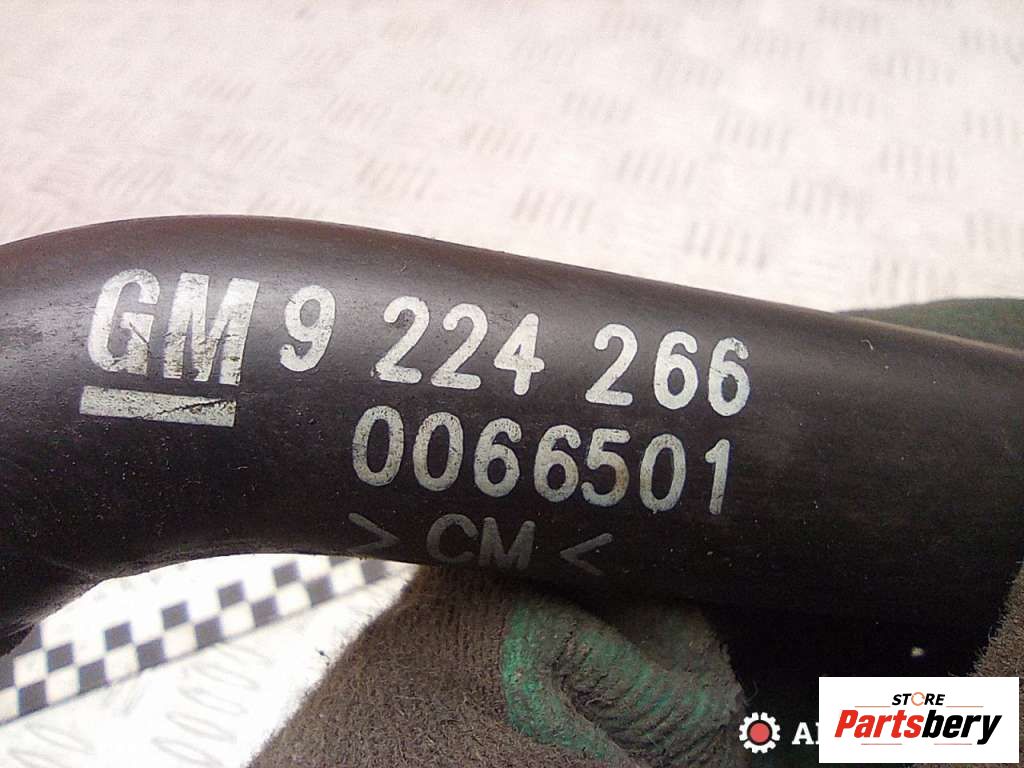 GM 9 224 266
0066501
> CM <
STORE
Partsbery